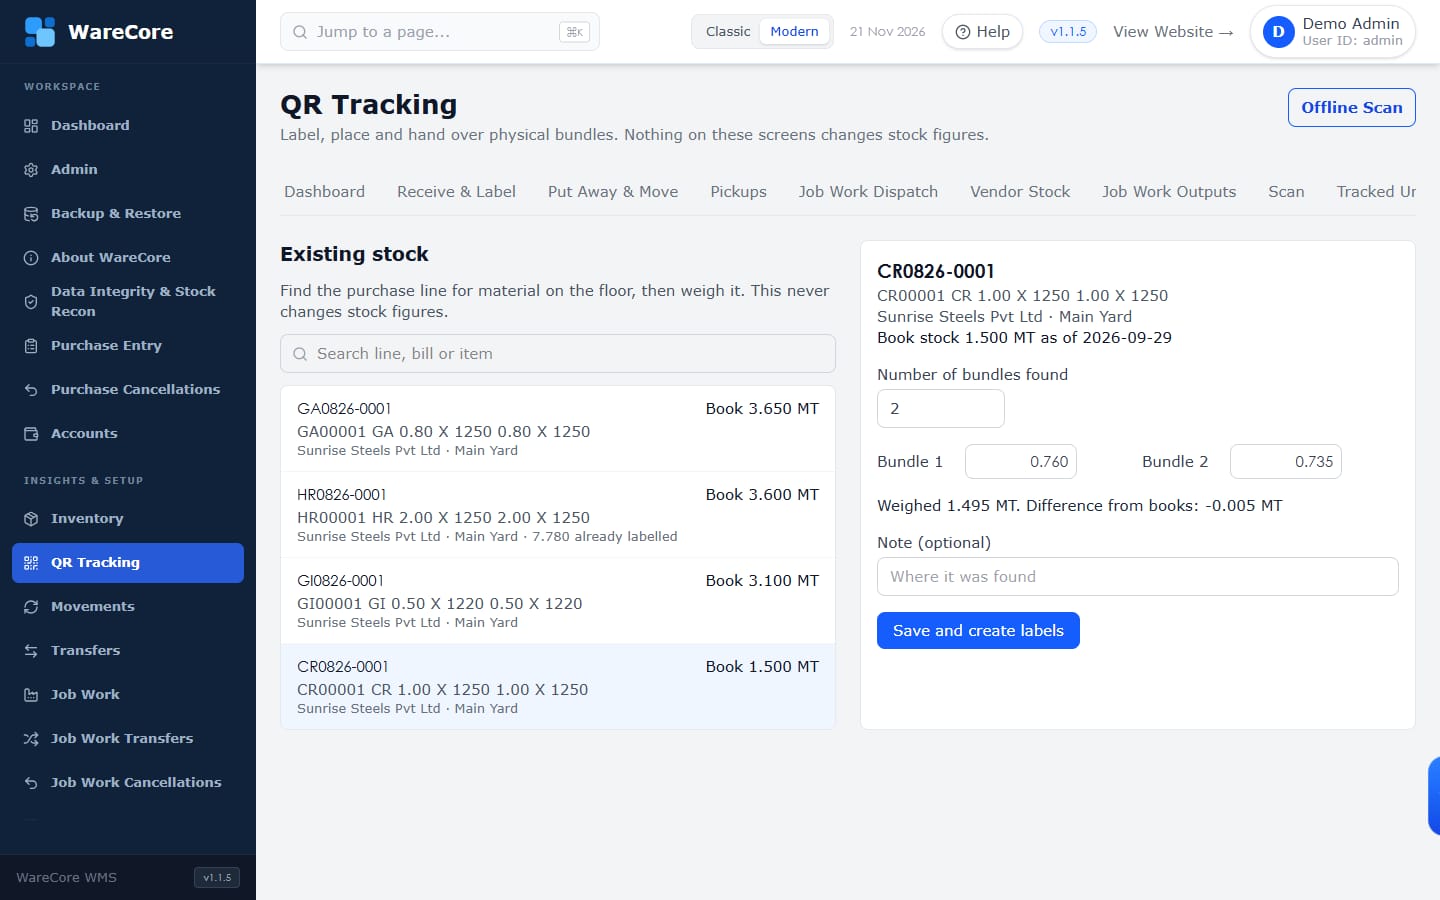 WareCore
Jump to a page...
⌘K
Classic
Modern
21 Nov 2026
Help
v1.1.5
View Website →
D
Demo Admin
User ID: admin
WORKSPACE
Dashboard
Admin
Backup & Restore
About WareCore
Data Integrity & Stock
Recon
Purchase Entry
Purchase Cancellations
Accounts
INSIGHTS & SETUP
Inventory
QR Tracking
Movements
Transfers
Job Work
Job Work Transfers
Job Work Cancellations
WareCore WMS
v1.1.5
QR Tracking
Label, place and hand over physical bundles. Nothing on these screens changes stock figures.
Offline Scan
Dashboard
Receive & Label
Put Away & Move
Pickups
Job Work Dispatch
Vendor Stock
Job Work Outputs
Scan
Tracked Ur
Existing stock
Find the purchase line for material on the floor, then weigh it. This never
changes stock figures.
Search line, bill or item
GA0826-0001
Book 3.650 MT
GA00001 GA 0.80 X 1250 0.80 X 1250
Sunrise Steels Pvt Ltd · Main Yard
HR0826-0001
Book 3.600 MT
HR00001 HR 2.00 X 1250 2.00 X 1250
Sunrise Steels Pvt Ltd · Main Yard · 7.780 already labelled
GI0826-0001
Book 3.100 MT
GI00001 GI 0.50 X 1220 0.50 X 1220
Sunrise Steels Pvt Ltd · Main Yard
CR0826-0001
Book 1.500 MT
CR00001 CR 1.00 X 1250 1.00 X 1250
Sunrise Steels Pvt Ltd · Main Yard
CR0826-0001
CR00001 CR 1.00 X 1250 1.00 X 1250
Sunrise Steels Pvt Ltd · Main Yard
Book stock 1.500 MT as of 2026-09-29
Number of bundles found
2
Bundle 1
0.760
Bundle 2
0.735
Weighed 1.495 MT. Difference from books: -0.005 MT
Note (optional)
Where it was found
Save and create labels